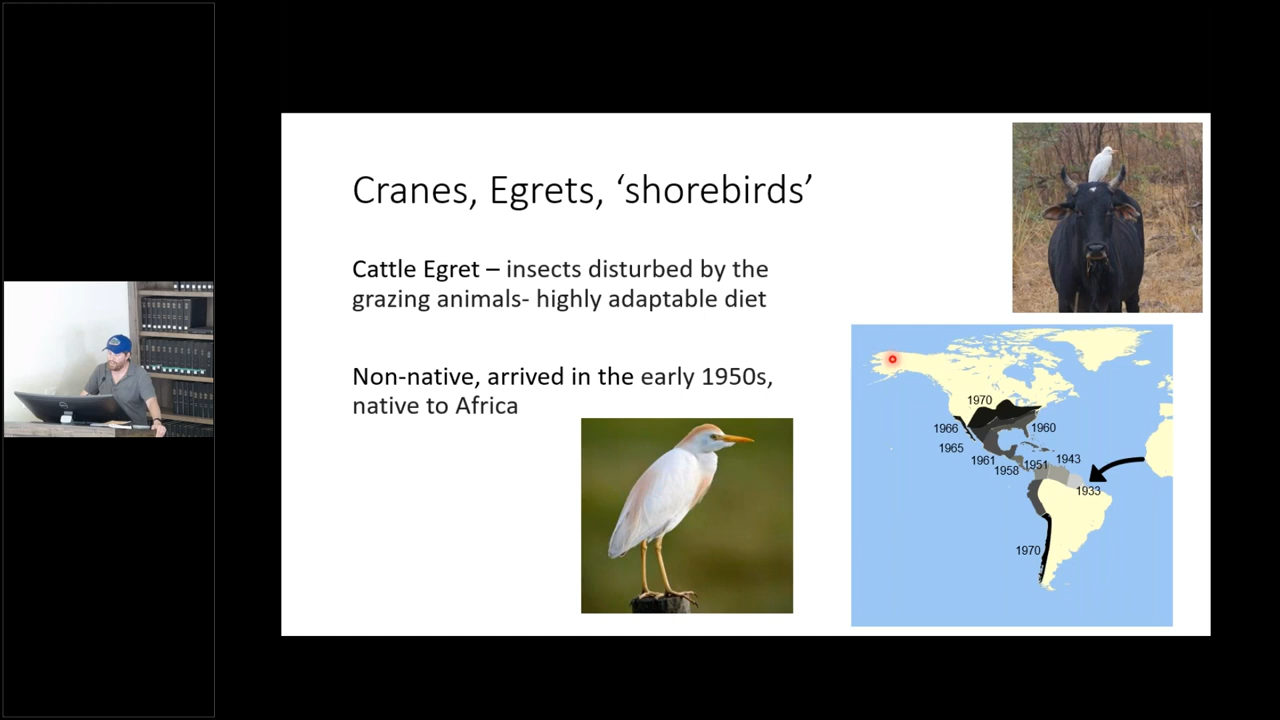 Cranes, Egrets, ‘shorebirds’
Cattle Egret – insects disturbed by the
grazing animals- highly adaptable diet
Non-native, arrived in the early 1950s,
native to Africa
1970
1966
1960
1965
1961
1943
1958
1951
1933
1970